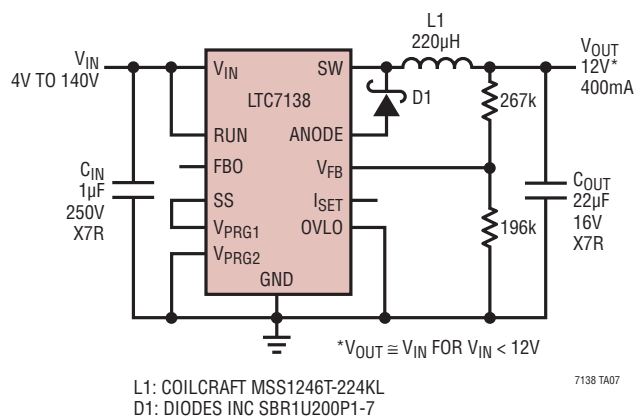 L1
220µH
VIN
4V TO 140V
VIN
SW
VOUT
12V*
400mA
LTC7138
D1
267k
RUN
ANODE
FBO
VFB
CIN
1µF
250V
X7R
SS
ISET
COUT
22µF
16V
X7R
VPRG1
OVLO
196k
VPRG2
GND
*VOUT ≅ VIN FOR VIN < 12V
7138 TA07
L1: COILCRAFT MSS1246T-224KL
D1: DIODES INC SBR1U200P1-7